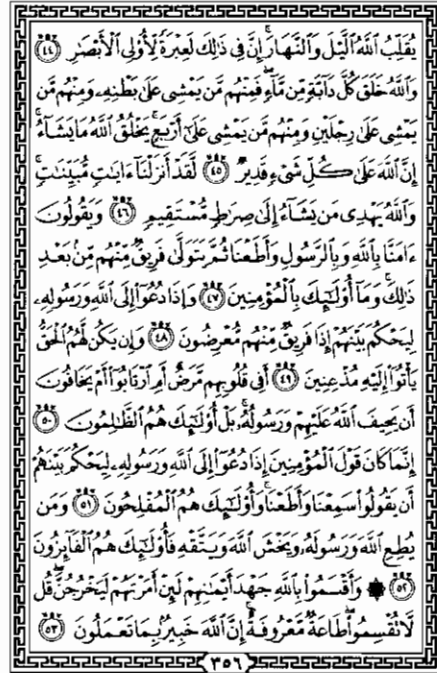 يُقَلِّبُ ٱللَّهُ ٱلَّيۡلَ وَٱلنَّهَارَۚ إِنَّ فِي ذَٰلِكَ لَعِبۡرَةٗ لِّأُوْلِي ٱلۡأَبۡصَٰرِ ٤٤
وَٱللَّهُ خَلَقَ كُلَّ دَآبَّةٖ مِّن مَّآءٖۖ فَمِنۡهُم مَّن يَمۡشِي عَلَىٰ بَطۡنِهِۦ وَمِنۡهُم مَّن
يَمۡشِي عَلَىٰ رِجۡلَيۡنِ وَمِنۡهُم مَّن يَمۡشِي عَلَىٰٓ أَرۡبَعٖۚ يَخۡلُقُ ٱللَّهُ مَا يَشَآءُۚ
إِنَّ ٱللَّهَ عَلَىٰ كُلِّ شَيۡءٖ قَدِيرٞ ٤٥ لَّقَدۡ أَنزَلۡنَآ ءَايَٰتٖ مُّبَيِّنَٰتٖۚ
وَٱللَّهُ يَهۡدِي مَن يَشَآءُ إِلَىٰ صِرَٰطٖ مُّسۡتَقِيمٖ ٤٦ وَيَقُولُونَ
ءَامَنَّا بِٱللَّهِ وَبِٱلرَّسُولِ وَأَطَعۡنَا ثُمَّ يَتَوَلَّىٰ فَرِيقٞ مِّنۡهُم مِّنۢ بَعۡدِ
ذَٰلِكَۚ وَمَآ أُوْلَٰٓئِكَ بِٱلۡمُؤۡمِنِينَ ٤٧ وَإِذَا دُعُوٓاْ إِلَى ٱللَّهِ وَرَسُولِهِۦ
لِيَحۡكُمَ بَيۡنَهُمۡ إِذَا فَرِيقٞ مِّنۡهُم مُّعۡرِضُونَ ٤٨ وَإِن يَكُن لَّهُمُ ٱلۡحَقُّ
يَأۡتُوٓاْ إِلَيۡهِ مُذۡعِنِينَ ٤٩ أَفِي قُلُوبِهِم مَّرَضٌ أَمِ ٱرۡتَابُوٓاْ أَمۡ يَخَافُونَ
أَن يَحِيفَ ٱللَّهُ عَلَيۡهِمۡ وَرَسُولُهُۥۚ بَلۡ أُوْلَٰٓئِكَ هُمُ ٱلظَّٰلِمُونَ ٥٠
إِنَّمَا كَانَ قَوۡلَ ٱلۡمُؤۡمِنِينَ إِذَا دُعُوٓاْ إِلَى ٱللَّهِ وَرَسُولِهِۦ لِيَحۡكُمَ بَيۡنَهُمۡ
أَن يَقُولُواْ سَمِعۡنَا وَأَطَعۡنَاۚ وَأُوْلَٰٓئِكَ هُمُ ٱلۡمُفۡلِحُونَ ٥١ وَمَن
يُطِعِ ٱللَّهَ وَرَسُولَهُۥ وَيَخۡشَ ٱللَّهَ وَيَتَّقۡهِ فَأُوْلَٰٓئِكَ هُمُ ٱلۡفَآئِزُونَ
٥٢ ۞ وَأَقۡسَمُواْ بِٱللَّهِ جَهۡدَ أَيۡمَٰنِهِمۡ لَئِنۡ أَمَرۡتَهُمۡ لَيَخۡرُجُنَّۖ قُل
لَّا تُقۡسِمُواْۖ طَاعَةٞ مَّعۡرُوفَةٌۚ إِنَّ ٱللَّهَ خَبِيرُۢ بِمَا تَعۡمَلُونَ ٥٣
٣٥٦